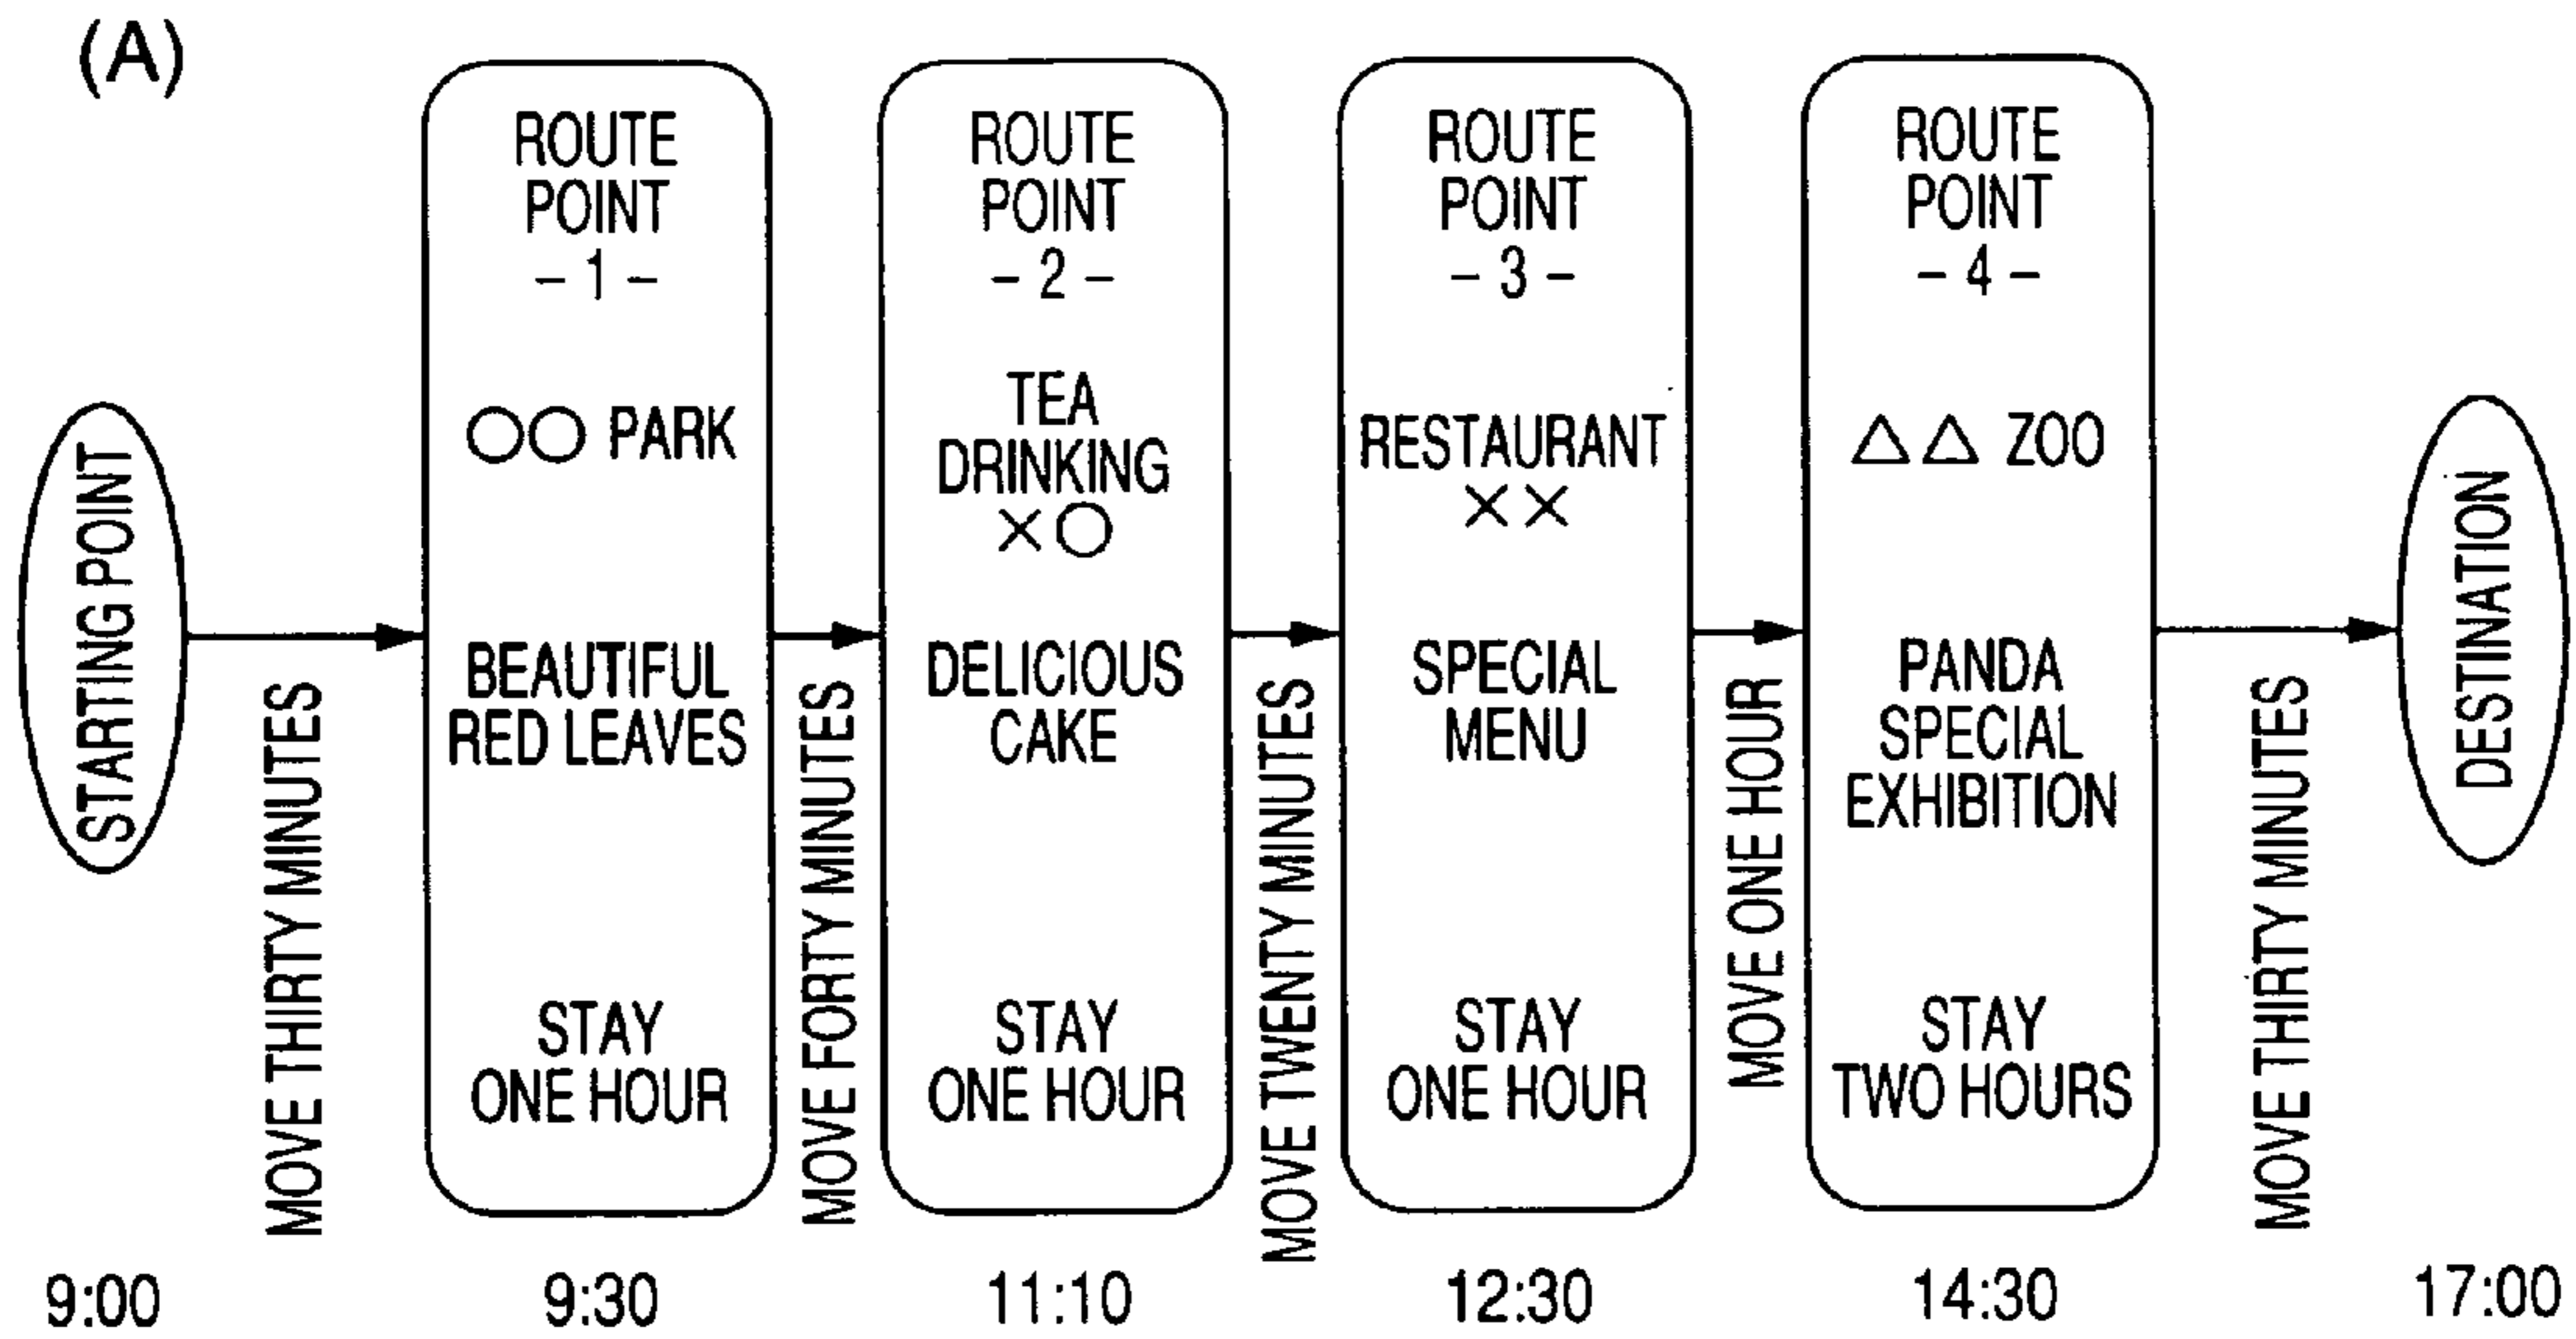 (A)
STARTING POINT
9:00
MOVE THIRTY MINUTES
ROUTE
POINT
– 1 –
○○ PARK
BEAUTIFUL
RED LEAVES
STAY
ONE HOUR
9:30
MOVE FORTY MINUTES
ROUTE
POINT
– 2 –
TEA
DRINKING
×○
DELICIOUS
CAKE
STAY
ONE HOUR
11:10
MOVE TWENTY MINUTES
ROUTE
POINT
– 3 –
RESTAURANT
××
SPECIAL
MENU
STAY
ONE HOUR
12:30
MOVE ONE HOUR
ROUTE
POINT
– 4 –
△△ ZOO
PANDA
SPECIAL
EXHIBITION
STAY
TWO HOURS
14:30
MOVE THIRTY MINUTES
DESTINATION
17:00